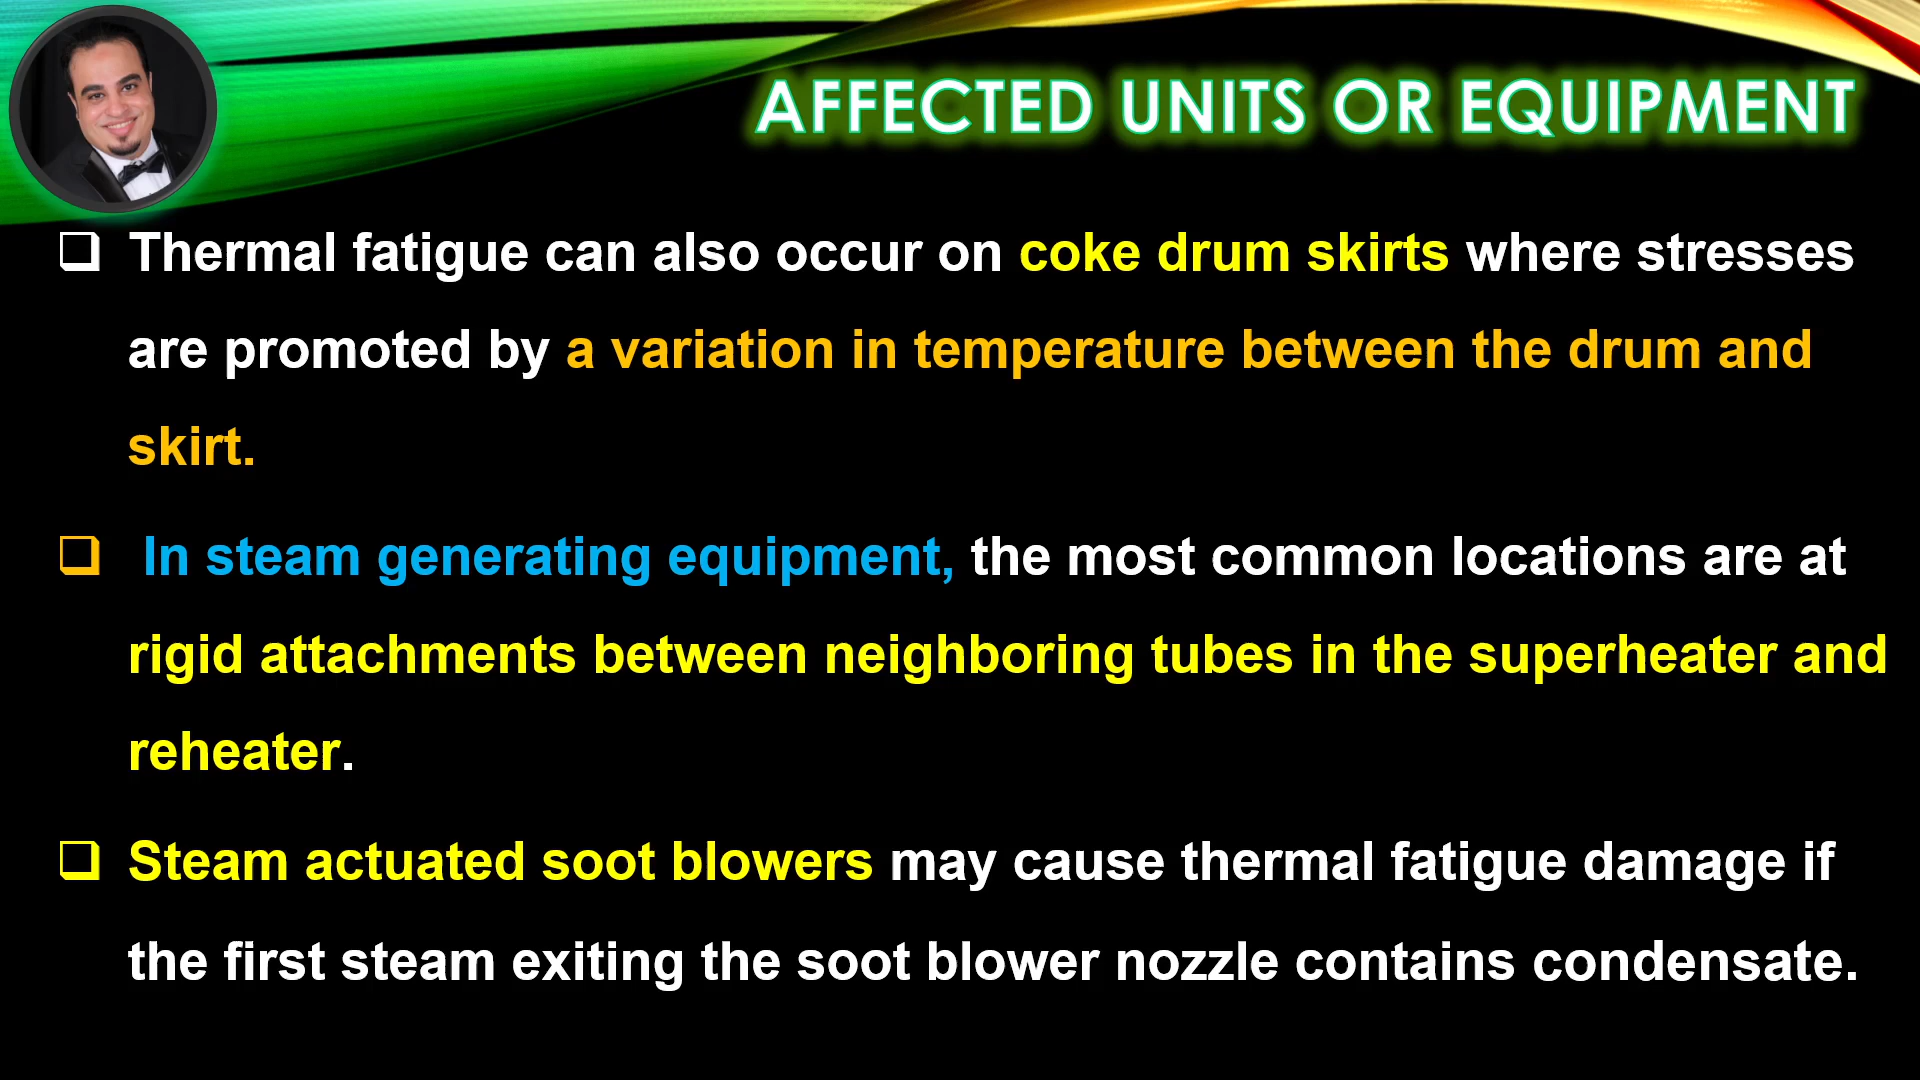 AFFECTED UNITS OR EQUIPMENT
❑ Thermal fatigue can also occur on coke drum skirts where stresses
are promoted by a variation in temperature between the drum and
skirt.
❑ In steam generating equipment, the most common locations are at
rigid attachments between neighboring tubes in the superheater and
reheater.
❑ Steam actuated soot blowers may cause thermal fatigue damage if
the first steam exiting the soot blower nozzle contains condensate.